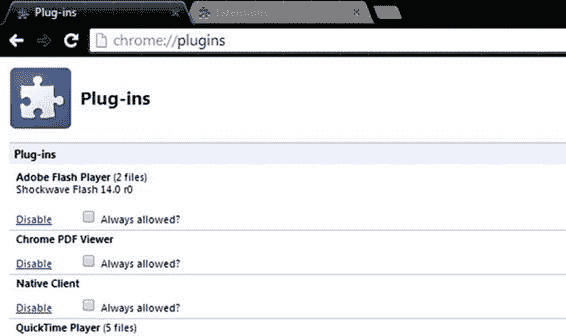 Plug-ins
Extensions
chrome://plugins
Plug-ins
Plug-ins
Adobe Flash Player (2 files)
Shockwave Flash 14.0 r0
Disable Always allowed?
Chrome PDF Viewer
Disable Always allowed?
Native Client
Disable Always allowed?
QuickTime Player (5 files)